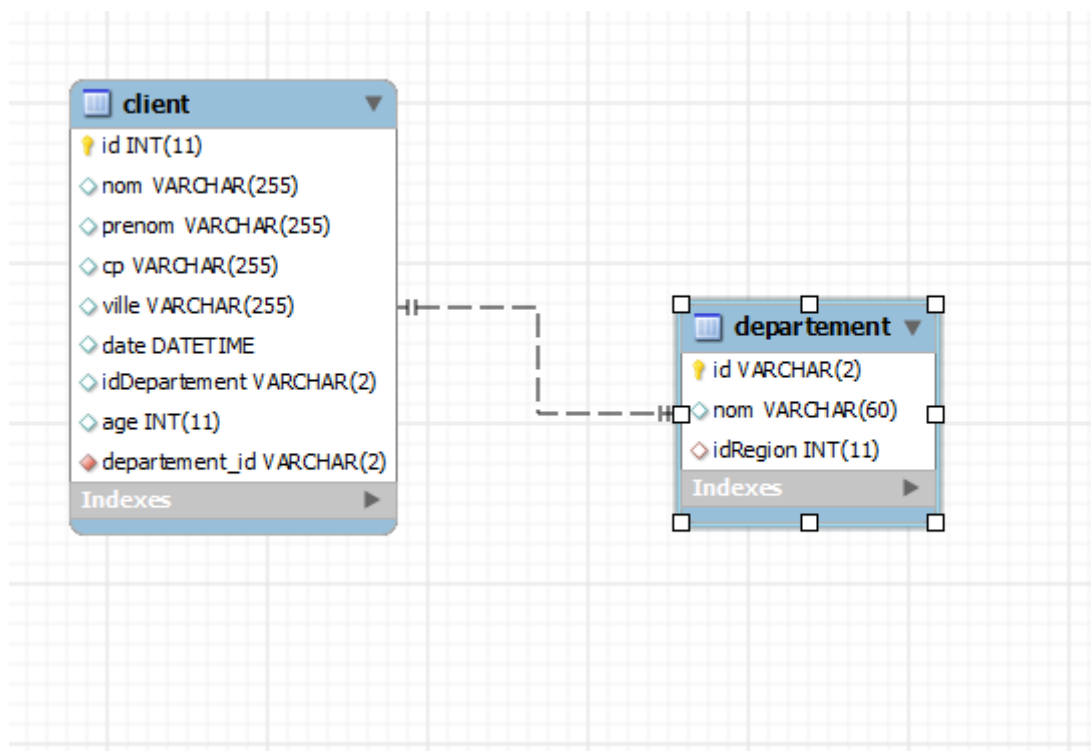 client
id INT(11)
nom VARCHAR(255)
prenom VARCHAR(255)
cp VARCHAR(255)
ville VARCHAR(255)
date DATETIME
idDepartement VARCHAR(2)
age INT(11)
departement_id VARCHAR(2)
Indexes
departement
id VARCHAR(2)
nom VARCHAR(60)
idRegion INT(11)
Indexes